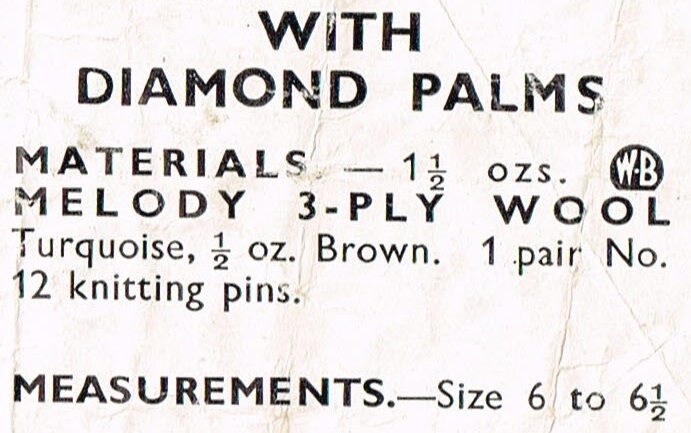 WITH
DIAMOND PALMS
MATERIALS — 1½ ozs. W·B
MELODY 3-PLY WOOL
Turquoise, ½ oz. Brown. 1 pair No.
12 knitting pins.
MEASUREMENTS.—Size 6 to 6½